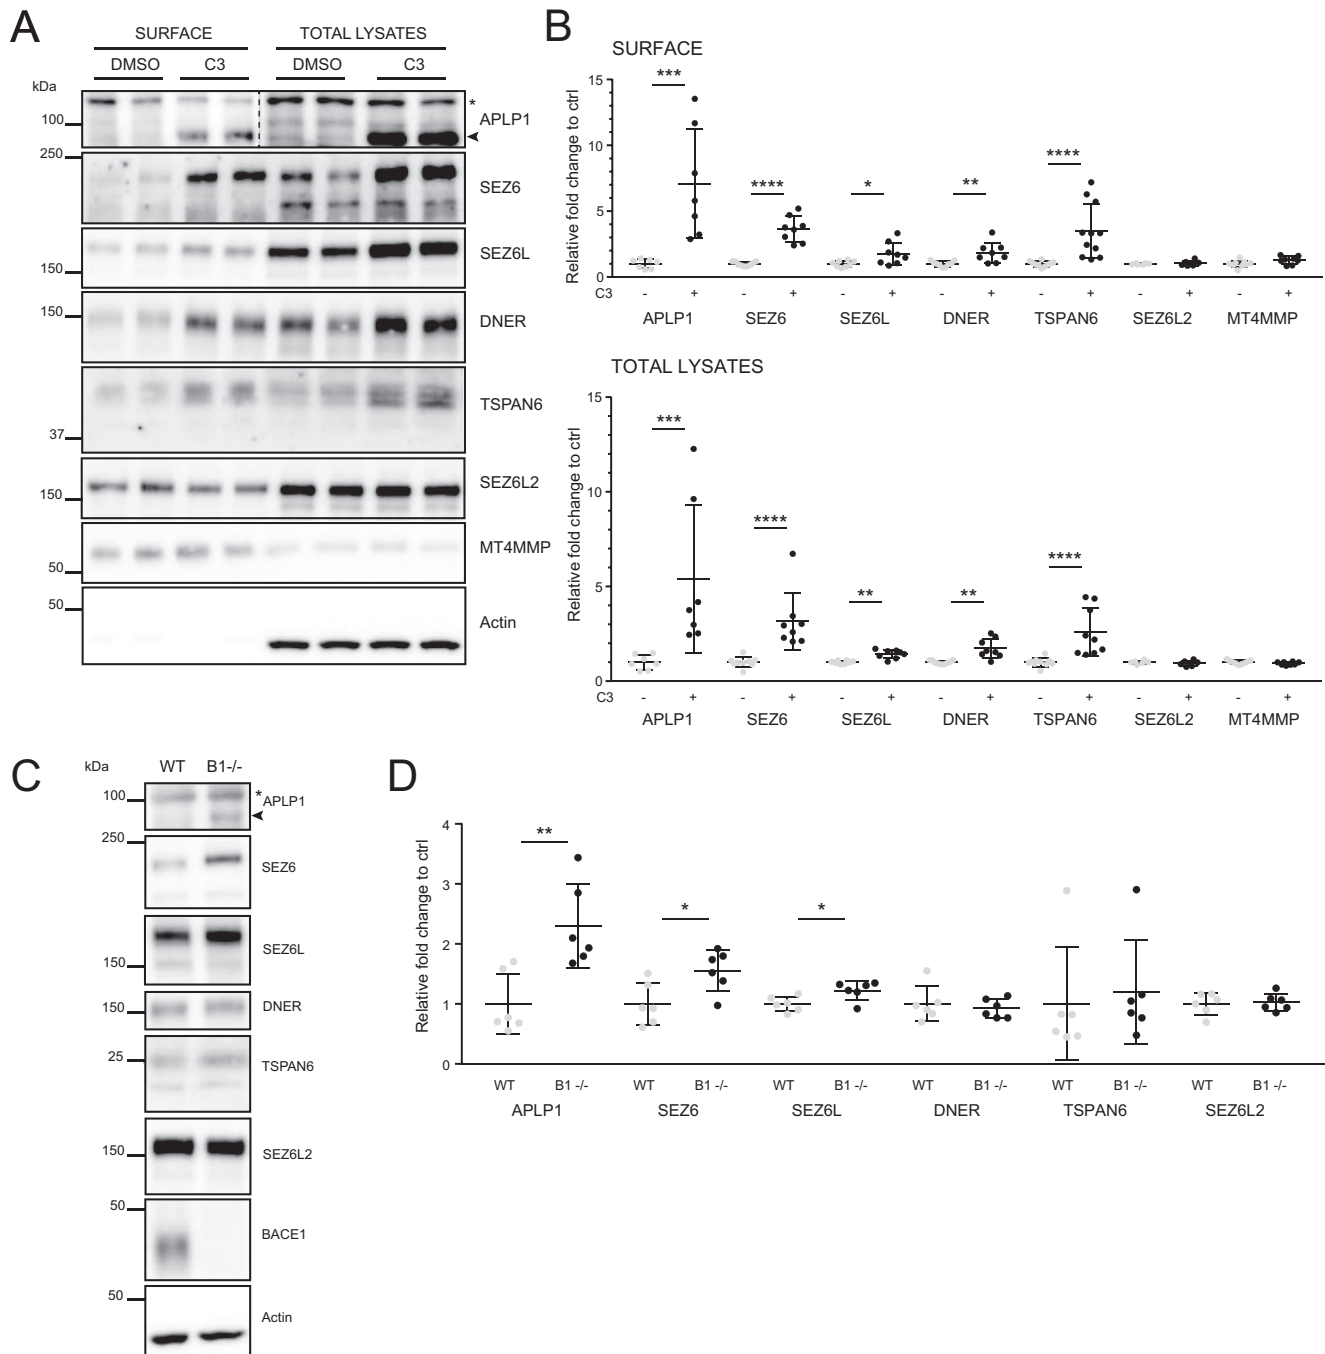 A
SURFACE TOTAL LYSATES
DMSO C3 DMSO C3
kDa
*
100
APLP1
250
SEZ6
SEZ6L
150
150
DNER
TSPAN6
37
SEZ6L2
150
MT4MMP
50
50
Actin
B
SURFACE
Relative fold change to ctrl
15
10
5
0
*** **** * ** ****
C3 - + - + - + - + - + - + - +
APLP1 SEZ6 SEZ6L DNER TSPAN6 SEZ6L2 MT4MMP
TOTAL LYSATES
Relative fold change to ctrl
15
10
5
0
*** **** ** ** ****
C3 - + - + - + - + - + - + - +
APLP1 SEZ6 SEZ6L DNER TSPAN6 SEZ6L2 MT4MMP
C
kDa WT B1-/-
100 * APLP1
250
SEZ6
SEZ6L
150
150 DNER
25 TSPAN6
150 SEZ6L2
50
BACE1
50
Actin
D
Relative fold change to ctrl
4
3
2
1
0
** * *
WT B1 -/- WT B1 -/- WT B1 -/- WT B1 -/- WT B1 -/- WT B1 -/-
APLP1 SEZ6 SEZ6L DNER TSPAN6 SEZ6L2